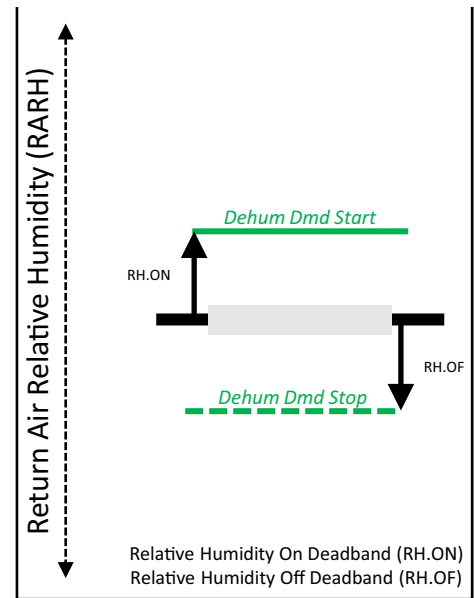 Return Air Relative Humidity (RARH)
Dehum Dmd Start
RH.ON
RH.OF
Dehum Dmd Stop
Relative Humidity On Deadband (RH.ON)
Relative Humidity Off Deadband (RH.OF)